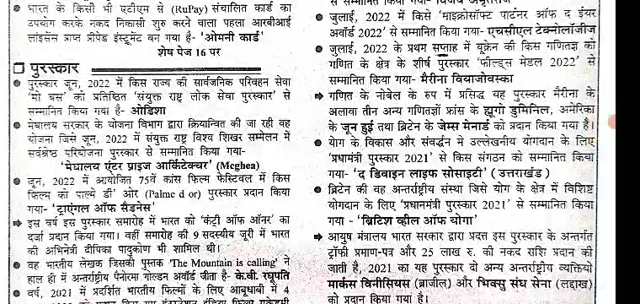 भारत के किसी भी एटीएम से (RuPay) संचालित कार्ड का
उपयोग करके नकद निकासी शुरु करने वाला पहला आरबीआई
लाइसेंस प्राप्त प्रीपेड इंस्टूमेंट बन गया है- 'ओमनी कार्ड'
शेष पेज 16 पर
पुरस्कार
जून, 2022 में किस राज्य की सार्वजनिक परिवहन सेवा
'मो बस' को प्रतिष्ठित 'संयुक्त राष्ट्र लोक सेवा पुरस्कार' से
सम्मानित किया गया है- ओडिशा
मेघालय सरकार के योजना विभाग द्वारा क्रियान्वित की जा रही वह
योजना जिसे जून, 2022 में संयुक्त राष्ट्र विश्व शिखर सम्मेलन में
सर्वश्रेष्ठ परियोजना पुरस्कार से सम्मानित किया गया-
'मेघालय एंटर प्राइज आर्किटेक्चर' (Mcghea)
जून, 2022 में आयोजित 75वें कांस फिल्म फेस्टिवल में किस
फिल्म को पाल्मे डी' ओर (Palmc d or) पुरस्कार प्रदान किया
गया- 'ट्राएंगल ऑफ सैडनेस'
⇒ इस वर्ष इस पुरस्कार समारोह में भारत को 'कंट्री ऑफ ऑनर' का
दर्जा प्रदान किया गया। वहीं समारोह की 9 सदस्यीय जूरी में भारत
की अभिनेत्री दीपिका पादुकोण भी शामिल थी।
वह भारतीय लेखक जिसकी पुस्तक 'The Mountain is calling' ने
हाल ही में अन्तर्राष्ट्रीय पैनोरमा गोल्डन अवॉर्ड जीता है- के.वी. रघुपति
वर्ष, 2021 में प्रदर्शित भारतीय फिल्मों के लिए आबूधाबी में 4
जुलाई, 2022 में किसे 'माइक्रोसॉफ्ट पार्टनर ऑफ द ईयर
अवॉर्ड 2022' से सम्मानित किया गया- एचसीएल टेक्नोलॉजीज
जुलाई, 2022 के प्रथम सप्ताह में यूक्रेन की किस गणितज्ञ को
गणित के क्षेत्र के शीर्ष पुरस्कार 'फील्ड्स मेडल 2022' से
सम्मानित किया गया- मैरीना वियाजोवस्का
⇒ गणित के नोबेल के रुप में प्रसिद्ध यह पुरस्कार मैरीना के
अलावा तीन अन्य गणितज्ञों फ्रांस के ह्यूगो डुमिनिल, अमेरिका
के जून हुई तथा ब्रिटेन के जेम्स मेनार्ड को प्रदान किया गया है।
योग के विकास और संवर्द्धन मे उल्लेखनीय योगदान के लिए
'प्रधानमंत्री पुरस्कार 2021' से किस संगठन को सम्मानित किया
गया- 'द डिवाइन लाइफ सोसाइटी' (उत्तराखंड)
ब्रिटेन की वह अन्तर्राष्ट्रीय संस्था जिसे योग के क्षेत्र में विशिष्ट
योगदान के लिए 'प्रधानमंत्री पुरस्कार 2021' से सम्मानित किया
गया - 'ब्रिटिश व्हील ऑफ योगा'
⇒ आयुष मंत्रालय भारत सरकार द्वारा प्रदत्त इस पुरस्कार के अन्तर्गत
ट्रॉफी प्रमाण-पत्र और 25 लाख रु. की नकद राशि प्रदान की
जाती है, 2021 का यह पुरस्कार दो अन्य अन्तर्राष्ट्रीय व्यक्तियो
मार्कस विनीसियस (ब्राजील) और भिक्सु संघ सेना (लद्दाख)
को प्रदान किया गया है।